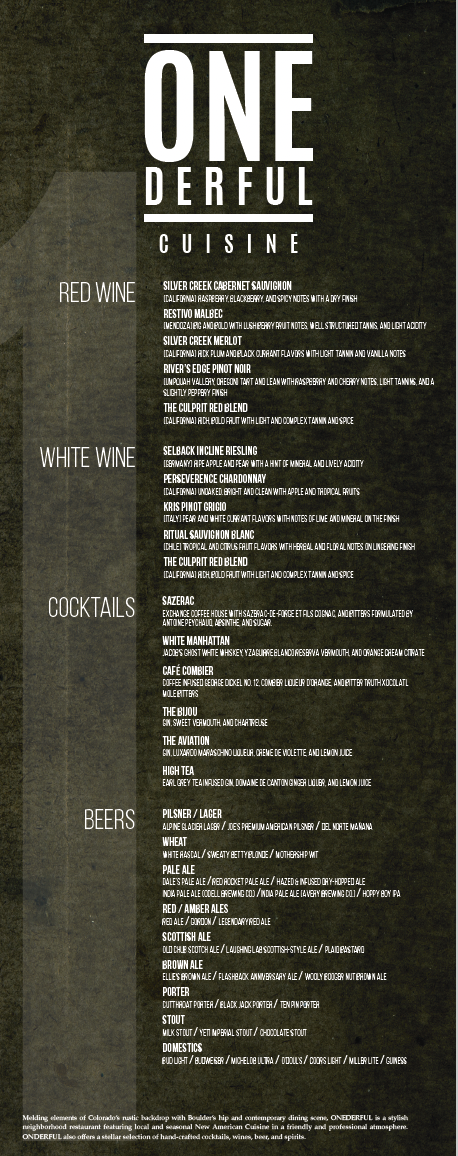 ONE
DERFUL
CUISINE
RED WINE
SILVER CREEK CABERNET SAUVIGNON
(CALIFORNIA) RASPBERRY, BLACKBERRY, AND SPICY NOTES WITH A DRY FINISH
RESTIVO MALBEC
(MENDOZA) BIG AND BOLD WITH LUSH BERRY FRUIT NOTES, WELL STRUCTURED TANNIS, AND LIGHT ACIDITY
SILVER CREEK MERLOT
(CALIFORNIA) RICK PLUM AND BLACK CURRANT FLAVORS WITH LIGHT TANNIN AND VANILLA NOTES
RIVER'S EDGE PINOT NOIR
(UMPQUAH VALLERY, OREGON) TART AND LEAN WITH RASPBERRY AND CHERRY NOTES, LIGHT TANNINS, AND A
SLIGHTLY PEPPERY FINISH
THE CULPRIT RED BLEND
(CALIFORNIA) RICH, BOLD FRUIT WITH LIGHT AND COMPLEX TANNIN AND SPICE
WHITE WINE
SELBACK INCLINE RIESLING
(GERMANY) RIPE APPLE AND PEAR WITH A HINT OF MINERAL AND LIVELY ACIDITY
PERSEVERENCE CHARDONNAY
(CALIFORNIA) UNOAKED, BRIGHT AND CLEAN WITH APPLE AND TROPICAL FRUITS
KRIS PINOT GRIGIO
(ITALY) PEAR AND WHITE CURRANT FLAVORS WITH NOTES OF LIME AND MINERAL ON THE FINISH
RITUAL SAUVIGNON BLANC
(CHILE) TROPICAL AND CITRUS FRUIT FLAVORS WITH HERBAL AND FLORAL NOTES ON LINGERING FINISH
THE CULPRIT RED BLEND
(CALIFORNIA) RICH, BOLD FRUIT WITH LIGHT AND COMPLEX TANNIN AND SPICE
COCKTAILS
SAZERAC
EXCHANGE COFFEE HOUSE WITH SAZERAC-DE-FORGE ET FILS COGNAC, AND BITTERS FORMULATED BY
ANTOINE PEYCHAUD, ABSINTHE, AND SUGAR.
WHITE MANHATTAN
JACOB'S GHOST WHITE WHISKEY, YZAGUIRRE BLANCO RESERVA VERMOUTH, AND ORANGE CREAM CITRATE
CAFÉ COMBIER
COFFEE INFUSED GEORGE DICKEL NO. 12, COMBIER LIQUEUR D'ORANGE, AND BITTER TRUTH XOCOLATL
MOLE BITTERS
THE BIJOU
GIN, SWEET VERMOUTH, AND CHARTREUSE
THE AVIATION
GIN, LUXARDO MARASCHINO LIQUEUR, CREME DE VIOLETTE, AND LEMON JUICE
HIGH TEA
EARL GREY TEA INFUSED GIN, DOMAINE DE CANTON GINGER LIQUER, AND LEMON JUICE
BEERS
PILSNER / LAGER
ALPINE GLACIER LAGER / JOE'S PREMIUM AMERICAN PILSNER / DEL NORTE MAÑANA
WHEAT
WHITE RASCAL / SWEATY BETTY BLONDE / MOTHERSHIP WIT
PALE ALE
DALE'S PALE ALE / RED ROCKET PALE ALE / HAZED & INFUSED DRY-HOPPED ALE
INDIA PALE ALE (ODELL BREWING CO.) / INDIA PALE ALE (AVERY BREWING CO.) / HOPPY BOY IPA
RED / AMBER ALES
RED ALE / GORDON / LEGENDARY RED ALE
SCOTTISH ALE
OLD CHUB SCOTCH ALE / LAUGHING LAB SCOTTISH-STYLE ALE / PLAID BASTARD
BROWN ALE
ELLIE'S BROWN ALE / FLASHBACK ANNIVERSARY ALE / WOOLY BOOGER NUT BROWN ALE
PORTER
CUTTHROAT PORTER / BLACK JACK PORTER / TEN PIN PORTER
STOUT
MILK STOUT / YETI IMPERIAL STOUT / CHOCOLATE STOUT
DOMESTICS
BUD LIGHT / BUDWEISER / MICHELOB ULTRA / O'DOUL'S / COORS LIGHT / MILLER LITE / GUINESS
Melding elements of Colorado's rustic backdrop with Boulder's hip and contemporary dining scene, ONEDERFUL is a stylish
neighborhood restaurant featuring local and seasonal New American Cuisine in a friendly and professional atmosphere.
ONDERFUL also offers a stellar selection of hand-crafted cocktails, wines, beer, and spirits.